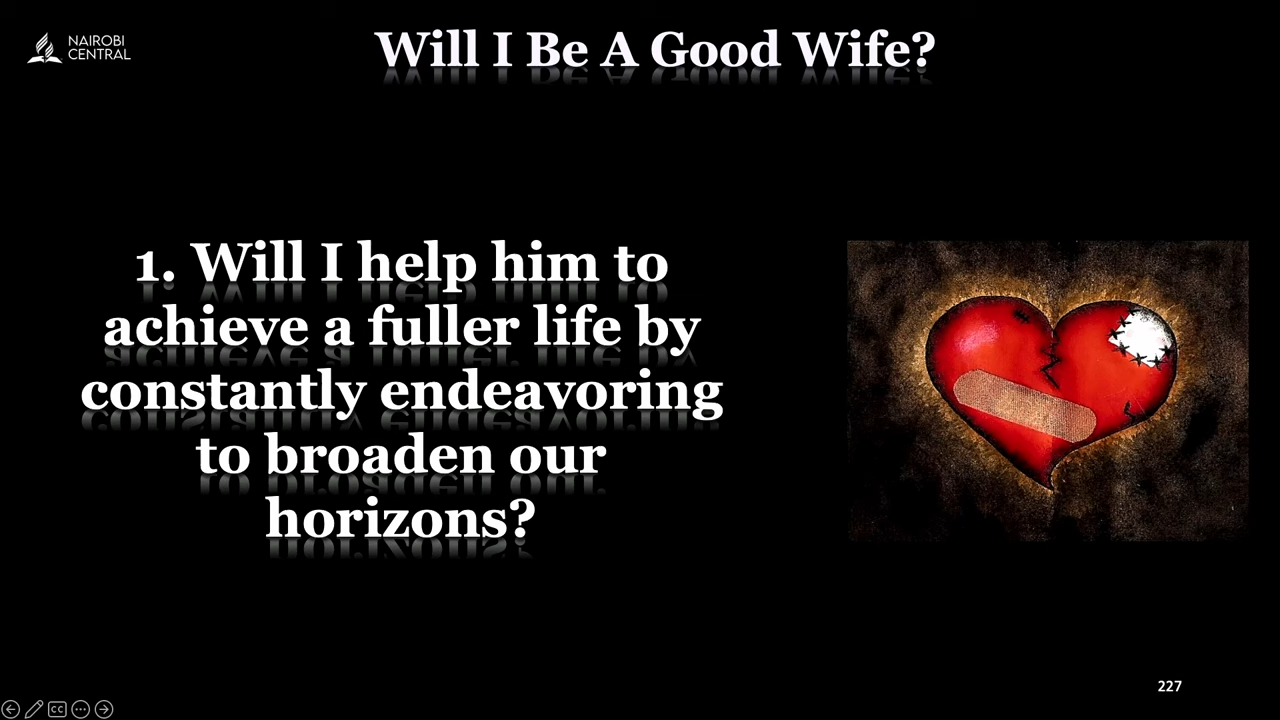 NAIROBI
CENTRAL
Will I Be A Good Wife?
1. Will I help him to
achieve a fuller life by
constantly endeavoring
to broaden our
horizons?
227
CC